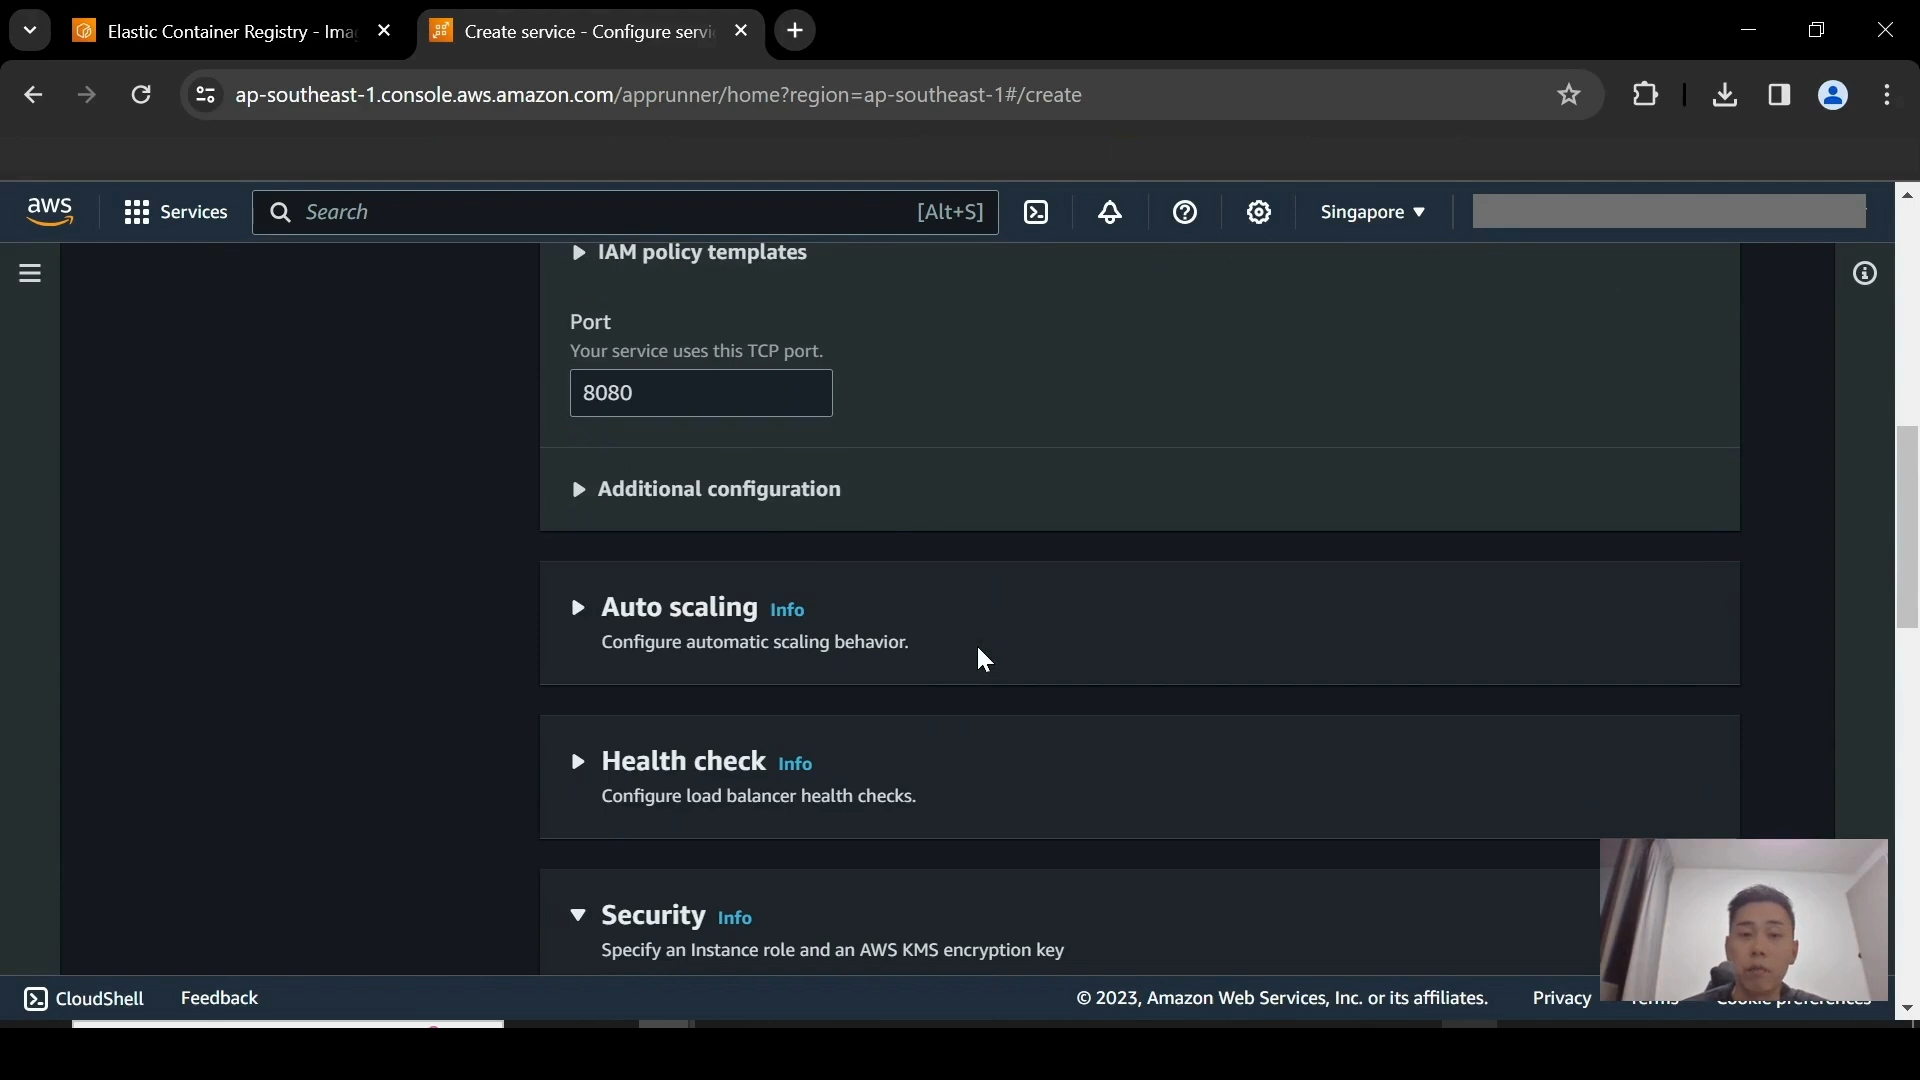 Elastic Container Registry - Ima
Create service - Configure servi
ap-southeast-1.console.aws.amazon.com/apprunner/home?region=ap-southeast-1#/create
aws
Services
Search
[Alt+S]
Singapore
IAM policy templates
Port
Your service uses this TCP port.
8080
Additional configuration
Auto scaling Info
Configure automatic scaling behavior.
Health check Info
Configure load balancer health checks.
Security Info
Specify an Instance role and an AWS KMS encryption key
CloudShell
Feedback
© 2023, Amazon Web Services, Inc. or its affiliates.
Privacy
Terms
Cookie preferences